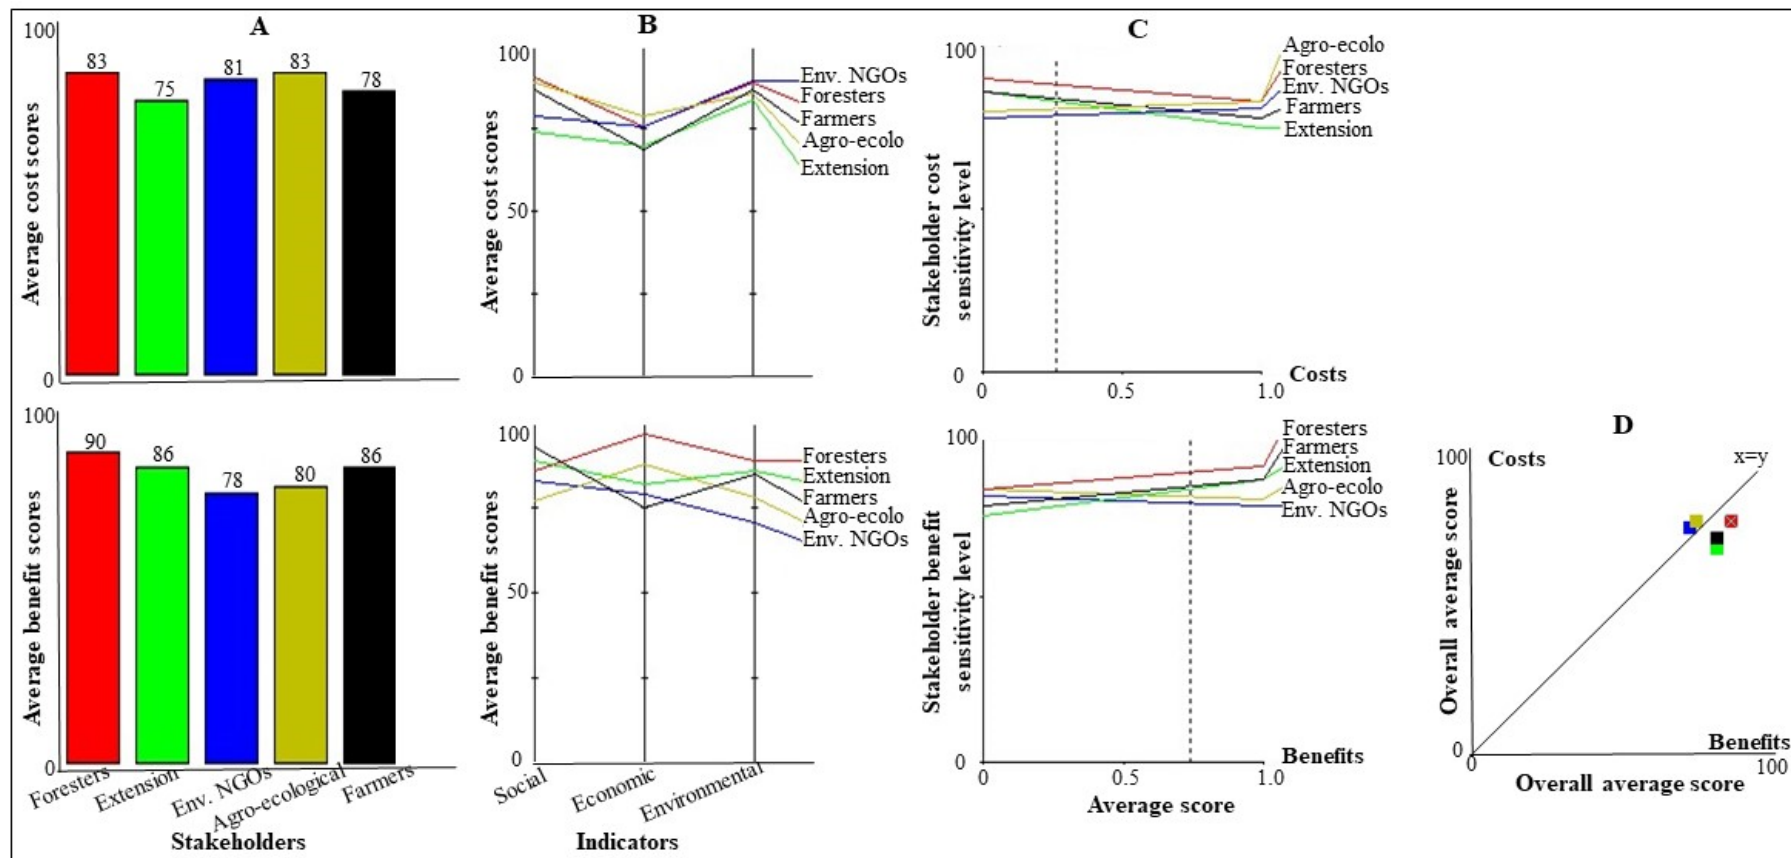 A
100
Average cost scores
83
75
81
83
78
0
B
100
Average cost scores
50
0
Env. NGOs
Foresters
Farmers
Agro-ecolo
Extension
C
100
Stakeholder cost
sensitivity level
0
0
0.5
1.0
Costs
Agro-ecolo
Foresters
Env. NGOs
Farmers
Extension
100
Average benefit scores
90
86
78
80
86
0
Foresters
Extension
Env. NGOs
Agro-ecological
Farmers
Stakeholders
100
Average benefit scores
50
0
Foresters
Extension
Farmers
Agro-ecolo
Env. NGOs
Social
Economic
Environmental
Indicators
100
Stakeholder benefit
sensitivity level
0
0
0.5
1.0
Benefits
Average score
Foresters
Farmers
Extension
Agro-ecolo
Env. NGOs
D
100
Costs
x=y
Overall average score
0
Benefits
0
100
Overall average score